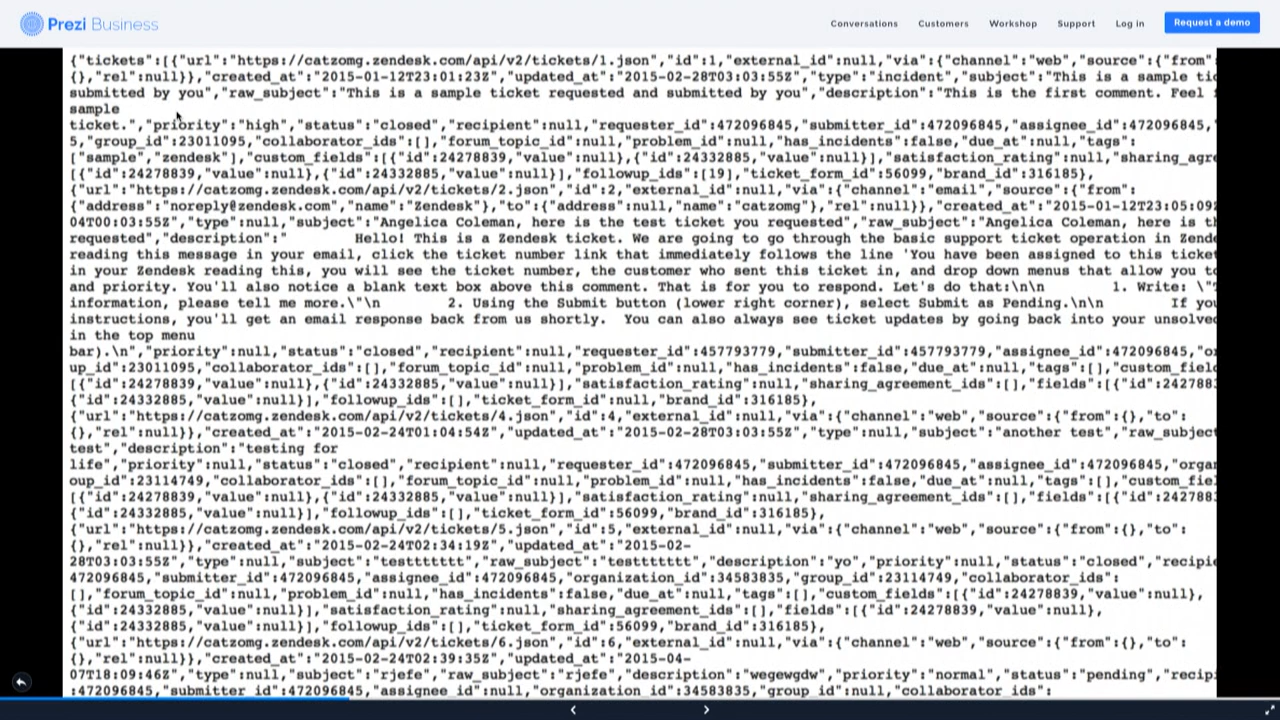 Prezi Business
Conversations Customers Workshop Support Log in Request a demo
{"tickets":[{"url":"https://catzomg.zendesk.com/api/v2/tickets/1.json","id":1,"external_id":null,"via":{"channel":"web","source":{"from":
{},"rel":null}},"created_at":"2015-01-12T23:01:23Z","updated_at":"2015-02-28T03:03:55Z","type":"incident","subject":"This is a sample
submitted by you","raw_subject":"This is a sample ticket requested and submitted by you","description":"This is the first comment. Feel
sample
ticket.","priority":"high","status":"closed","recipient":null,"requester_id":472096845,"submitter_id":472096845,"assignee_id":472096845,"
5,"group_id":23011095,"collaborator_ids":[],"forum_topic_id":null,"problem_id":null,"has_incidents":false,"due_at":null,"tags":
["sample","zendesk"],"custom_fields":[{"id":24278839,"value":null},{"id":24332885,"value":null}],"satisfaction_rating":null,"sharing_agre
[{"id":24278839,"value":null},{"id":24332885,"value":null}],"followup_ids":[19],"ticket_form_id":56099,"brand_id":316185},
{"url":"https://catzomg.zendesk.com/api/v2/tickets/2.json","id":2,"external_id":null,"via":{"channel":"email","source":{"from":
{"address":"noreply@zendesk.com","name":"Zendesk"},"to":{"address":null,"name":"catzomg"},"rel":null}},"created_at":"2015-01-12T23:05:09
04T00:03:55Z","type":null,"subject":"Angelica Coleman, here is the test ticket you requested","raw_subject":"Angelica Coleman, here is
requested","description":" Hello! This is a Zendesk ticket. We are going to go through the basic support ticket operation in Zende
reading this message in your email, click the ticket number link that immediately follows the line 'You have been assigned to this ticket
in your Zendesk reading this, you will see the ticket number, the customer who sent this ticket in, and drop down menus that allow you to
and priority. You'll also notice a blank text box above this comment. That is for you to respond. Let's do that:\n\n 1. Write: \"
information, please tell me more.\"\n 2. Using the Submit button (lower right corner), select Submit as Pending.\n\n If you
instructions, you'll get an email response back from us shortly. You can also always see ticket updates by going back into your unsolve
in the top menu
bar).\n","priority":null,"status":"closed","recipient":null,"requester_id":457793779,"submitter_id":457793779,"assignee_id":472096845,"o
up_id":23011095,"collaborator_ids":[],"forum_topic_id":null,"problem_id":null,"has_incidents":false,"due_at":null,"tags":[],"custom_fiel
[{"id":24278839,"value":null},{"id":24332885,"value":null}],"satisfaction_rating":null,"sharing_agreement_ids":[],"fields":[{"id":2427883
{"id":24332885,"value":null}],"followup_ids":[],"ticket_form_id":null,"brand_id":316185},
{"url":"https://catzomg.zendesk.com/api/v2/tickets/4.json","id":4,"external_id":null,"via":{"channel":"web","source":{"from":{},"to":
{},"rel":null}},"created_at":"2015-02-24T01:04:54Z","updated_at":"2015-02-28T03:03:55Z","type":null,"subject":"another test","raw_subject
test","description":"testing for
life","priority":null,"status":"closed","recipient":null,"requester_id":472096845,"submitter_id":472096845,"assignee_id":472096845,"organ
oup_id":23114749,"collaborator_ids":[],"forum_topic_id":null,"problem_id":null,"has_incidents":false,"due_at":null,"tags":[],"custom_fiel
[{"id":24278839,"value":null},{"id":24332885,"value":null}],"satisfaction_rating":null,"sharing_agreement_ids":[],"fields":[{"id":2427883
{"id":24332885,"value":null}],"followup_ids":[],"ticket_form_id":56099,"brand_id":316185},
{"url":"https://catzomg.zendesk.com/api/v2/tickets/5.json","id":5,"external_id":null,"via":{"channel":"web","source":{"from":{},"to":
{},"rel":null}},"created_at":"2015-02-24T02:34:19Z","updated_at":"2015-02-
28T03:03:55Z","type":null,"subject":"testttttttt","raw_subject":"testttttttt","description":"yo","priority":null,"status":"closed","recipie
472096845,"submitter_id":472096845,"assignee_id":472096845,"organization_id":34583835,"group_id":23114749,"collaborator_ids":
[],"forum_topic_id":null,"problem_id":null,"has_incidents":false,"due_at":null,"tags":[],"custom_fields":[{"id":24278839,"value":null},
{"id":24332885,"value":null}],"satisfaction_rating":null,"sharing_agreement_ids":[],"fields":[{"id":24278839,"value":null},
{"id":24332885,"value":null}],"followup_ids":[],"ticket_form_id":56099,"brand_id":316185},
{"url":"https://catzomg.zendesk.com/api/v2/tickets/6.json","id":6,"external_id":null,"via":{"channel":"web","source":{"from":{},"to":
{},"rel":null}},"created_at":"2015-02-24T02:39:35Z","updated_at":"2015-04-
07T18:09:46Z","type":null,"subject":"rjefe","raw_subject":"rjefe","description":"wegewgdw","priority":"normal","status":"pending","recipi
:472096845,"submitter_id":472096845,"assignee_id":null,"organization_id":34583835,"group_id":null,"collaborator_ids":